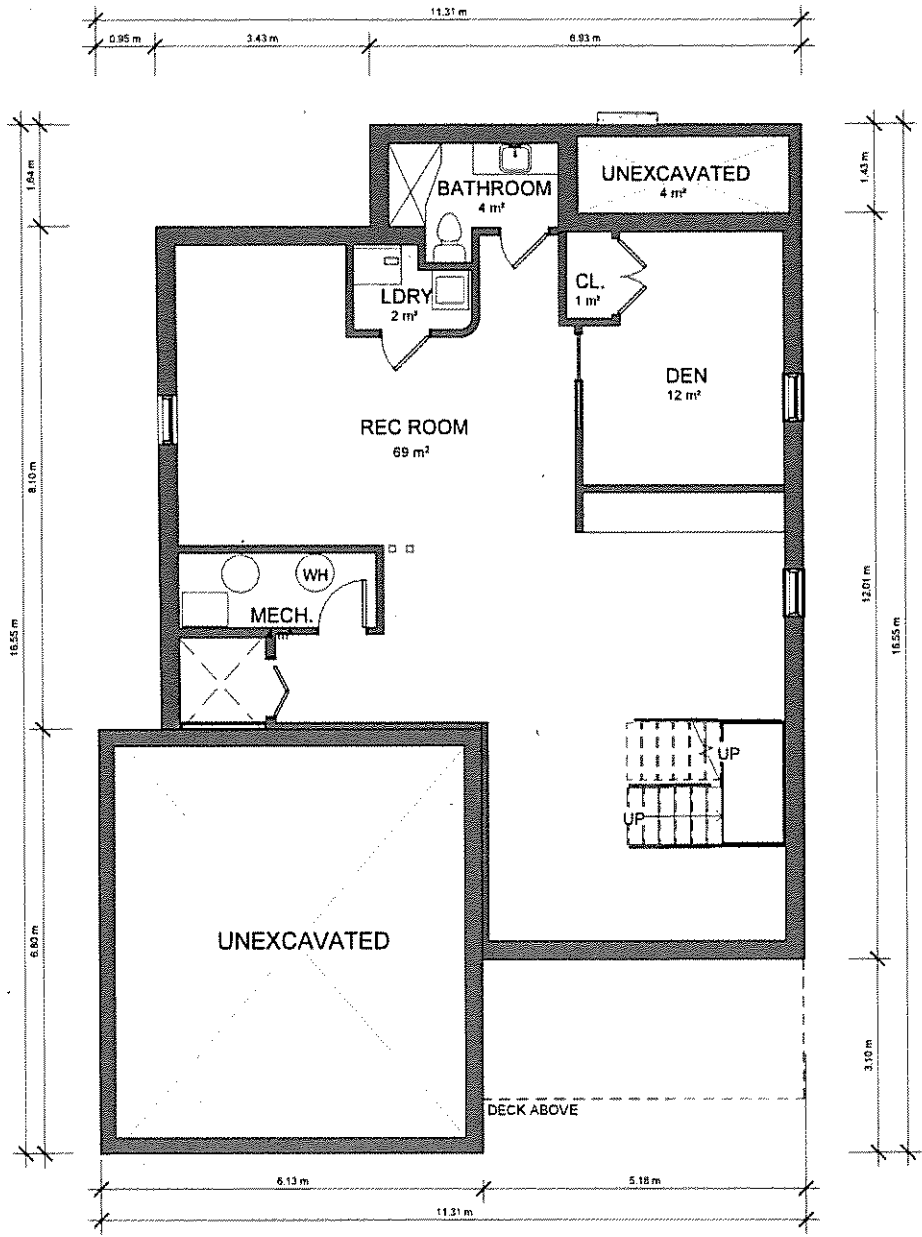 11.31 m
0.95 m
3.43 m
6.93 m
16.55 m
1.64 m
1.43 m
BATHROOM
4 m²
UNEXCAVATED
4 m²
LDRY
2 m²
CL.
1 m²
DEN
12 m²
REC ROOM
69 m²
8.10 m
12.01 m
16.55 m
WH
MECH.
m²
UP
UP
UNEXCAVATED
6.80 m
3.10 m
DECK ABOVE
6.13 m
5.18 m
11.31 m